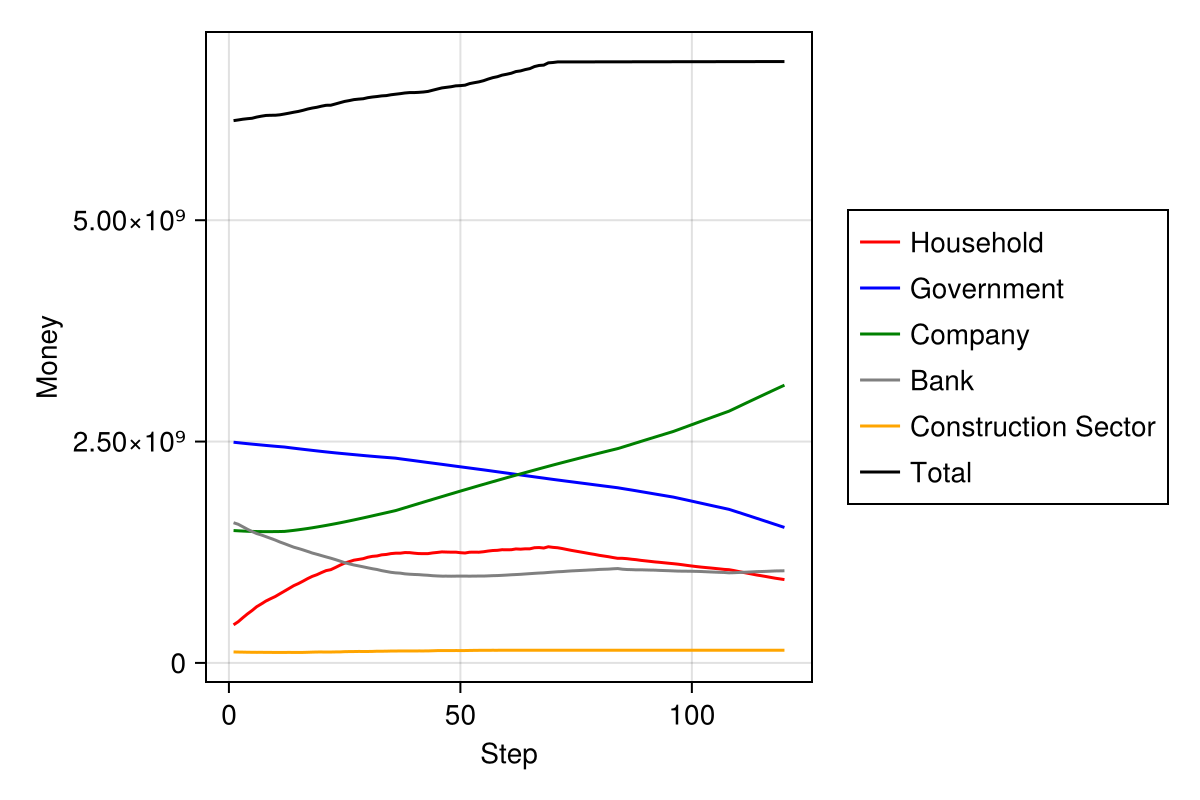 5.00×10⁹
2.50×10⁹
0
Money
0
50
100
Step
Household
Government
Company
Bank
Construction Sector
Total